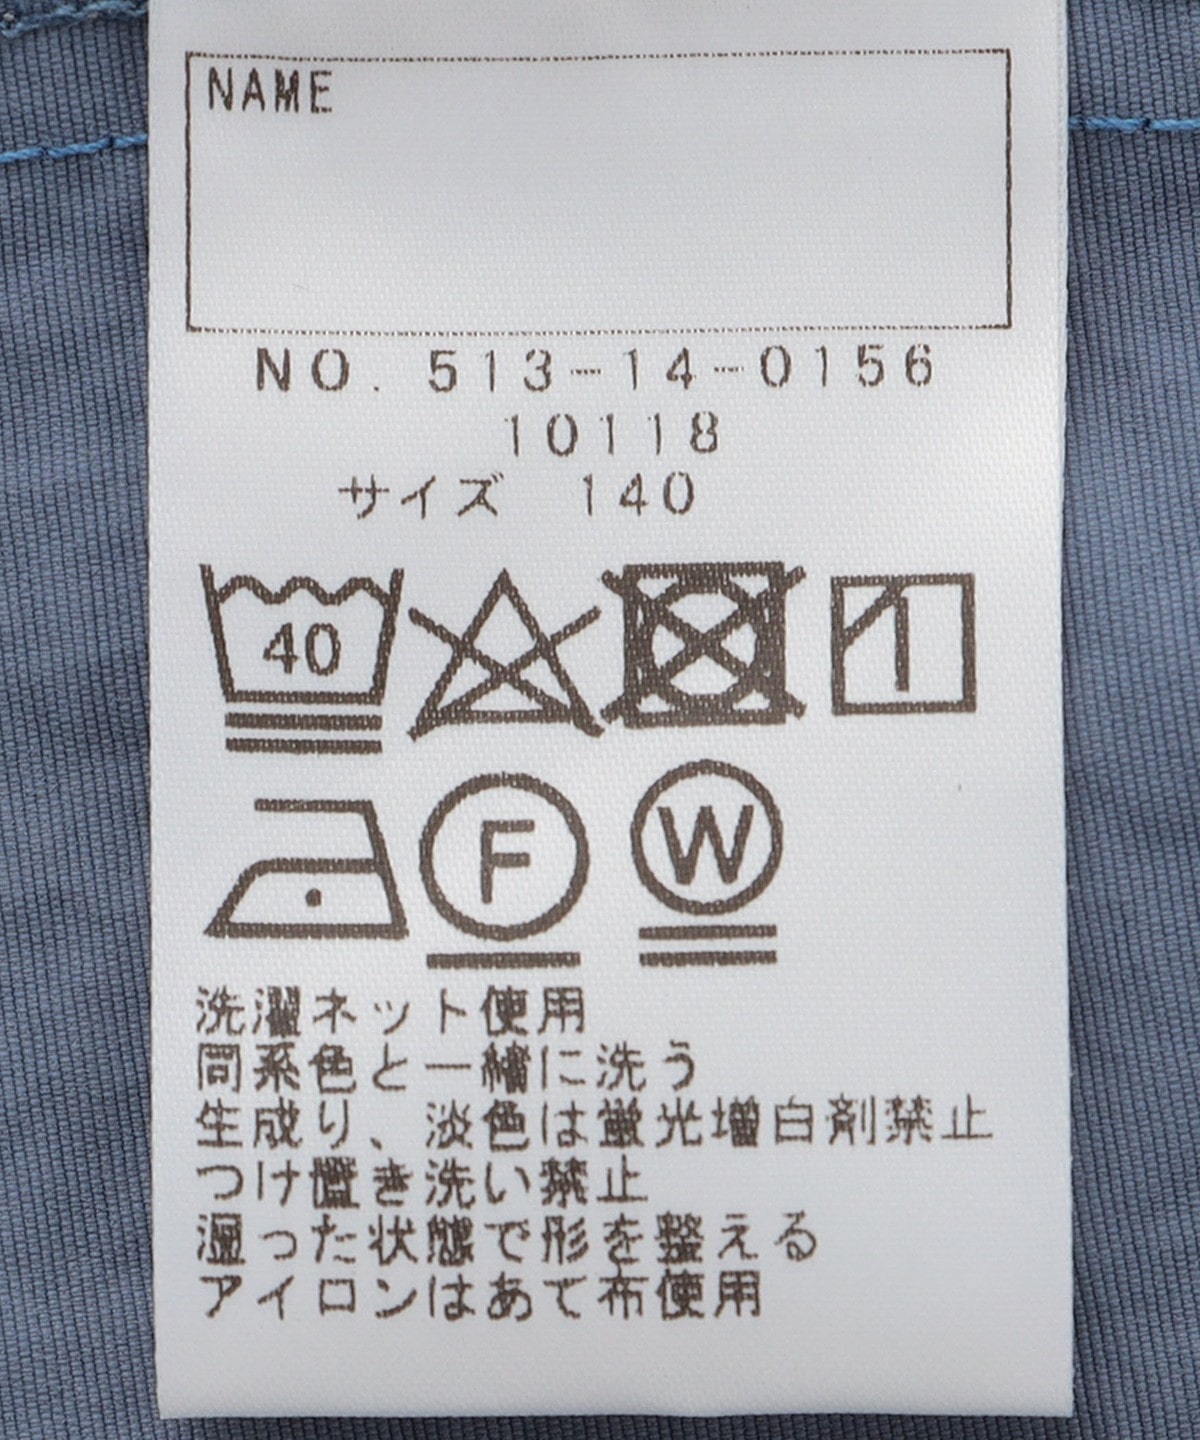 NAME
NO. 513-14-0156
10118
サイズ 140
40
F W
洗濯ネット使用
同系色と一緒に洗う
生成り、淡色は蛍光増白剤禁止
つけ置き洗い禁止
湿った状態で形を整える
アイロンはあて布使用